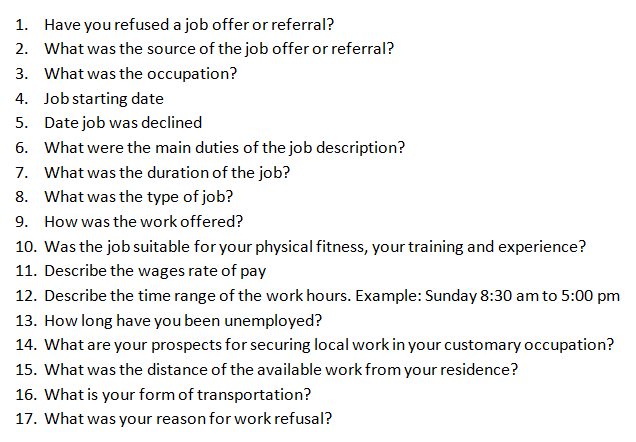 1. Have you refused a job offer or referral?
2. What was the source of the job offer or referral?
3. What was the occupation?
4. Job starting date
5. Date job was declined
6. What were the main duties of the job description?
7. What was the duration of the job?
8. What was the type of job?
9. How was the work offered?
10. Was the job suitable for your physical fitness, your training and experience?
11. Describe the wages rate of pay
12. Describe the time range of the work hours. Example: Sunday 8:30 am to 5:00 pm
13. How long have you been unemployed?
14. What are your prospects for securing local work in your customary occupation?
15. What was the distance of the available work from your residence?
16. What is your form of transportation?
17. What was your reason for work refusal?